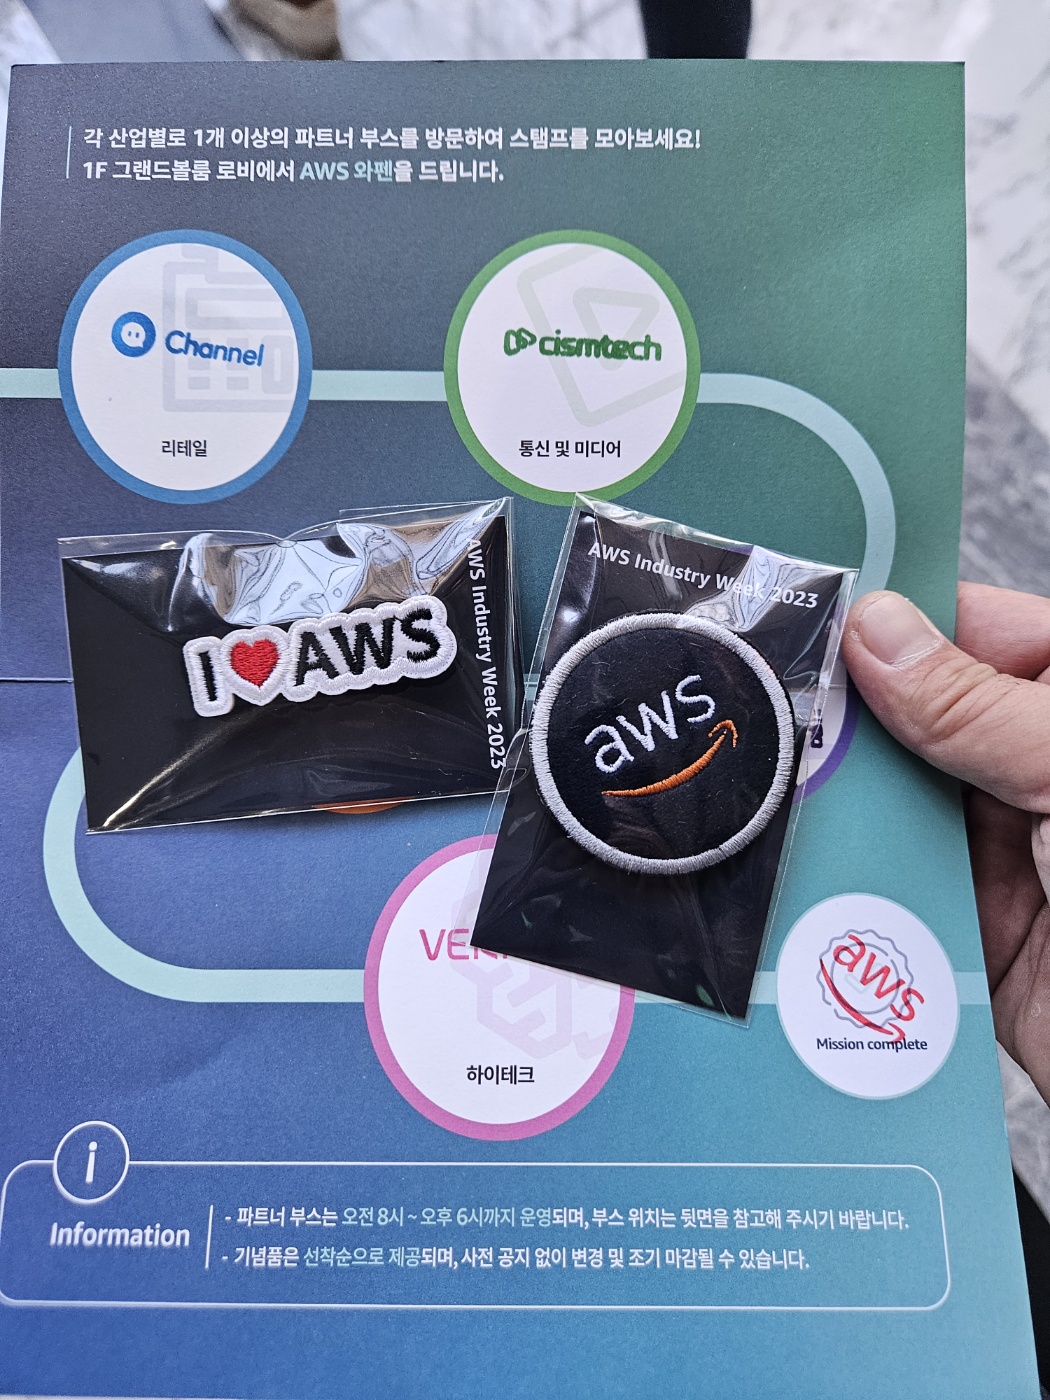 각 산업별로 1개 이상의 파트너 부스를 방문하여 스탬프를 모아보세요!
1F 그랜드볼룸 로비에서 AWS 와펜을 드립니다.
Channel
리테일
cismtech
통신 및 미디어
I AWS
AWS Industry Week 2023
AWS Industry Week 2023
aws
하이테크
aws
Mission complete
i
Information
- 파트너 부스는 오전 8시 ~ 오후 6시까지 운영되며, 부스 위치는 뒷면을 참고해 주시기 바랍니다.
- 기념품은 선착순으로 제공되며, 사전 공지 없이 변경 및 조기 마감될 수 있습니다.